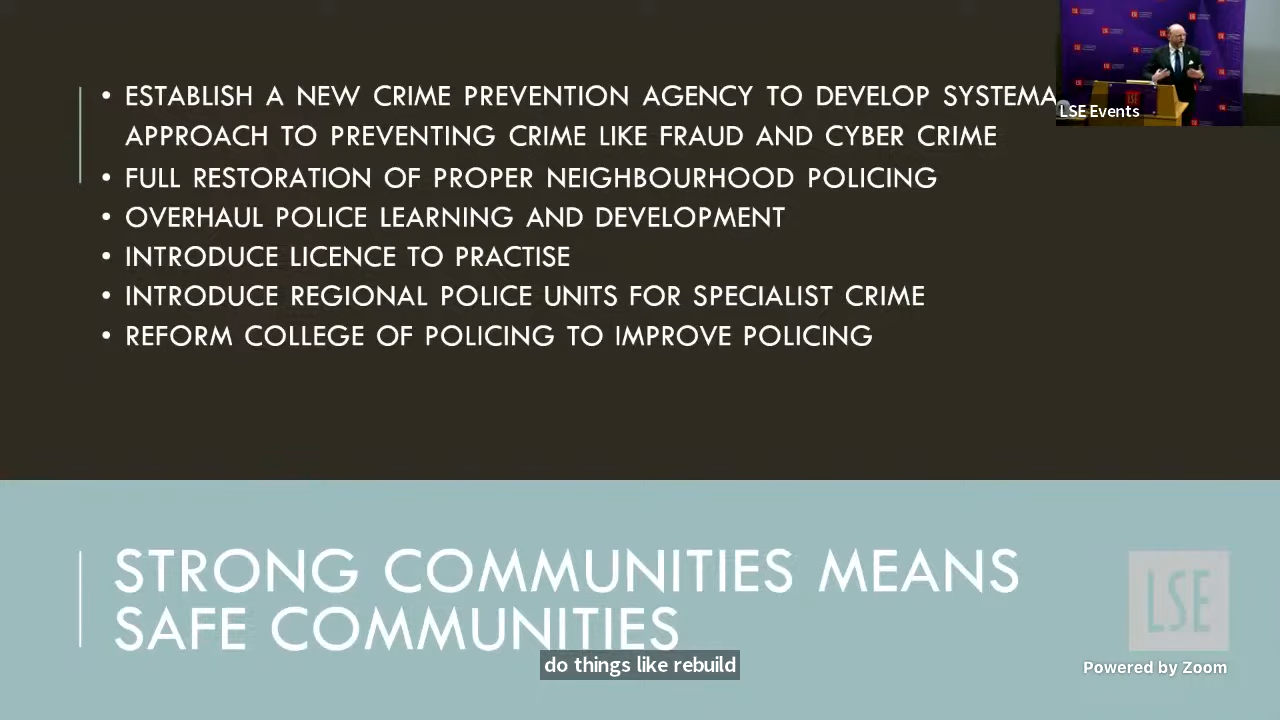 • ESTABLISH A NEW CRIME PREVENTION AGENCY TO DEVELOP SYSTEMA
APPROACH TO PREVENTING CRIME LIKE FRAUD AND CYBER CRIME
• FULL RESTORATION OF PROPER NEIGHBOURHOOD POLICING
• OVERHAUL POLICE LEARNING AND DEVELOPMENT
• INTRODUCE LICENCE TO PRACTISE
• INTRODUCE REGIONAL POLICE UNITS FOR SPECIALIST CRIME
• REFORM COLLEGE OF POLICING TO IMPROVE POLICING
LSE Events
STRONG COMMUNITIES MEANS
SAFE COMMUNITIES
do things like rebuild
LSE
Powered by Zoom